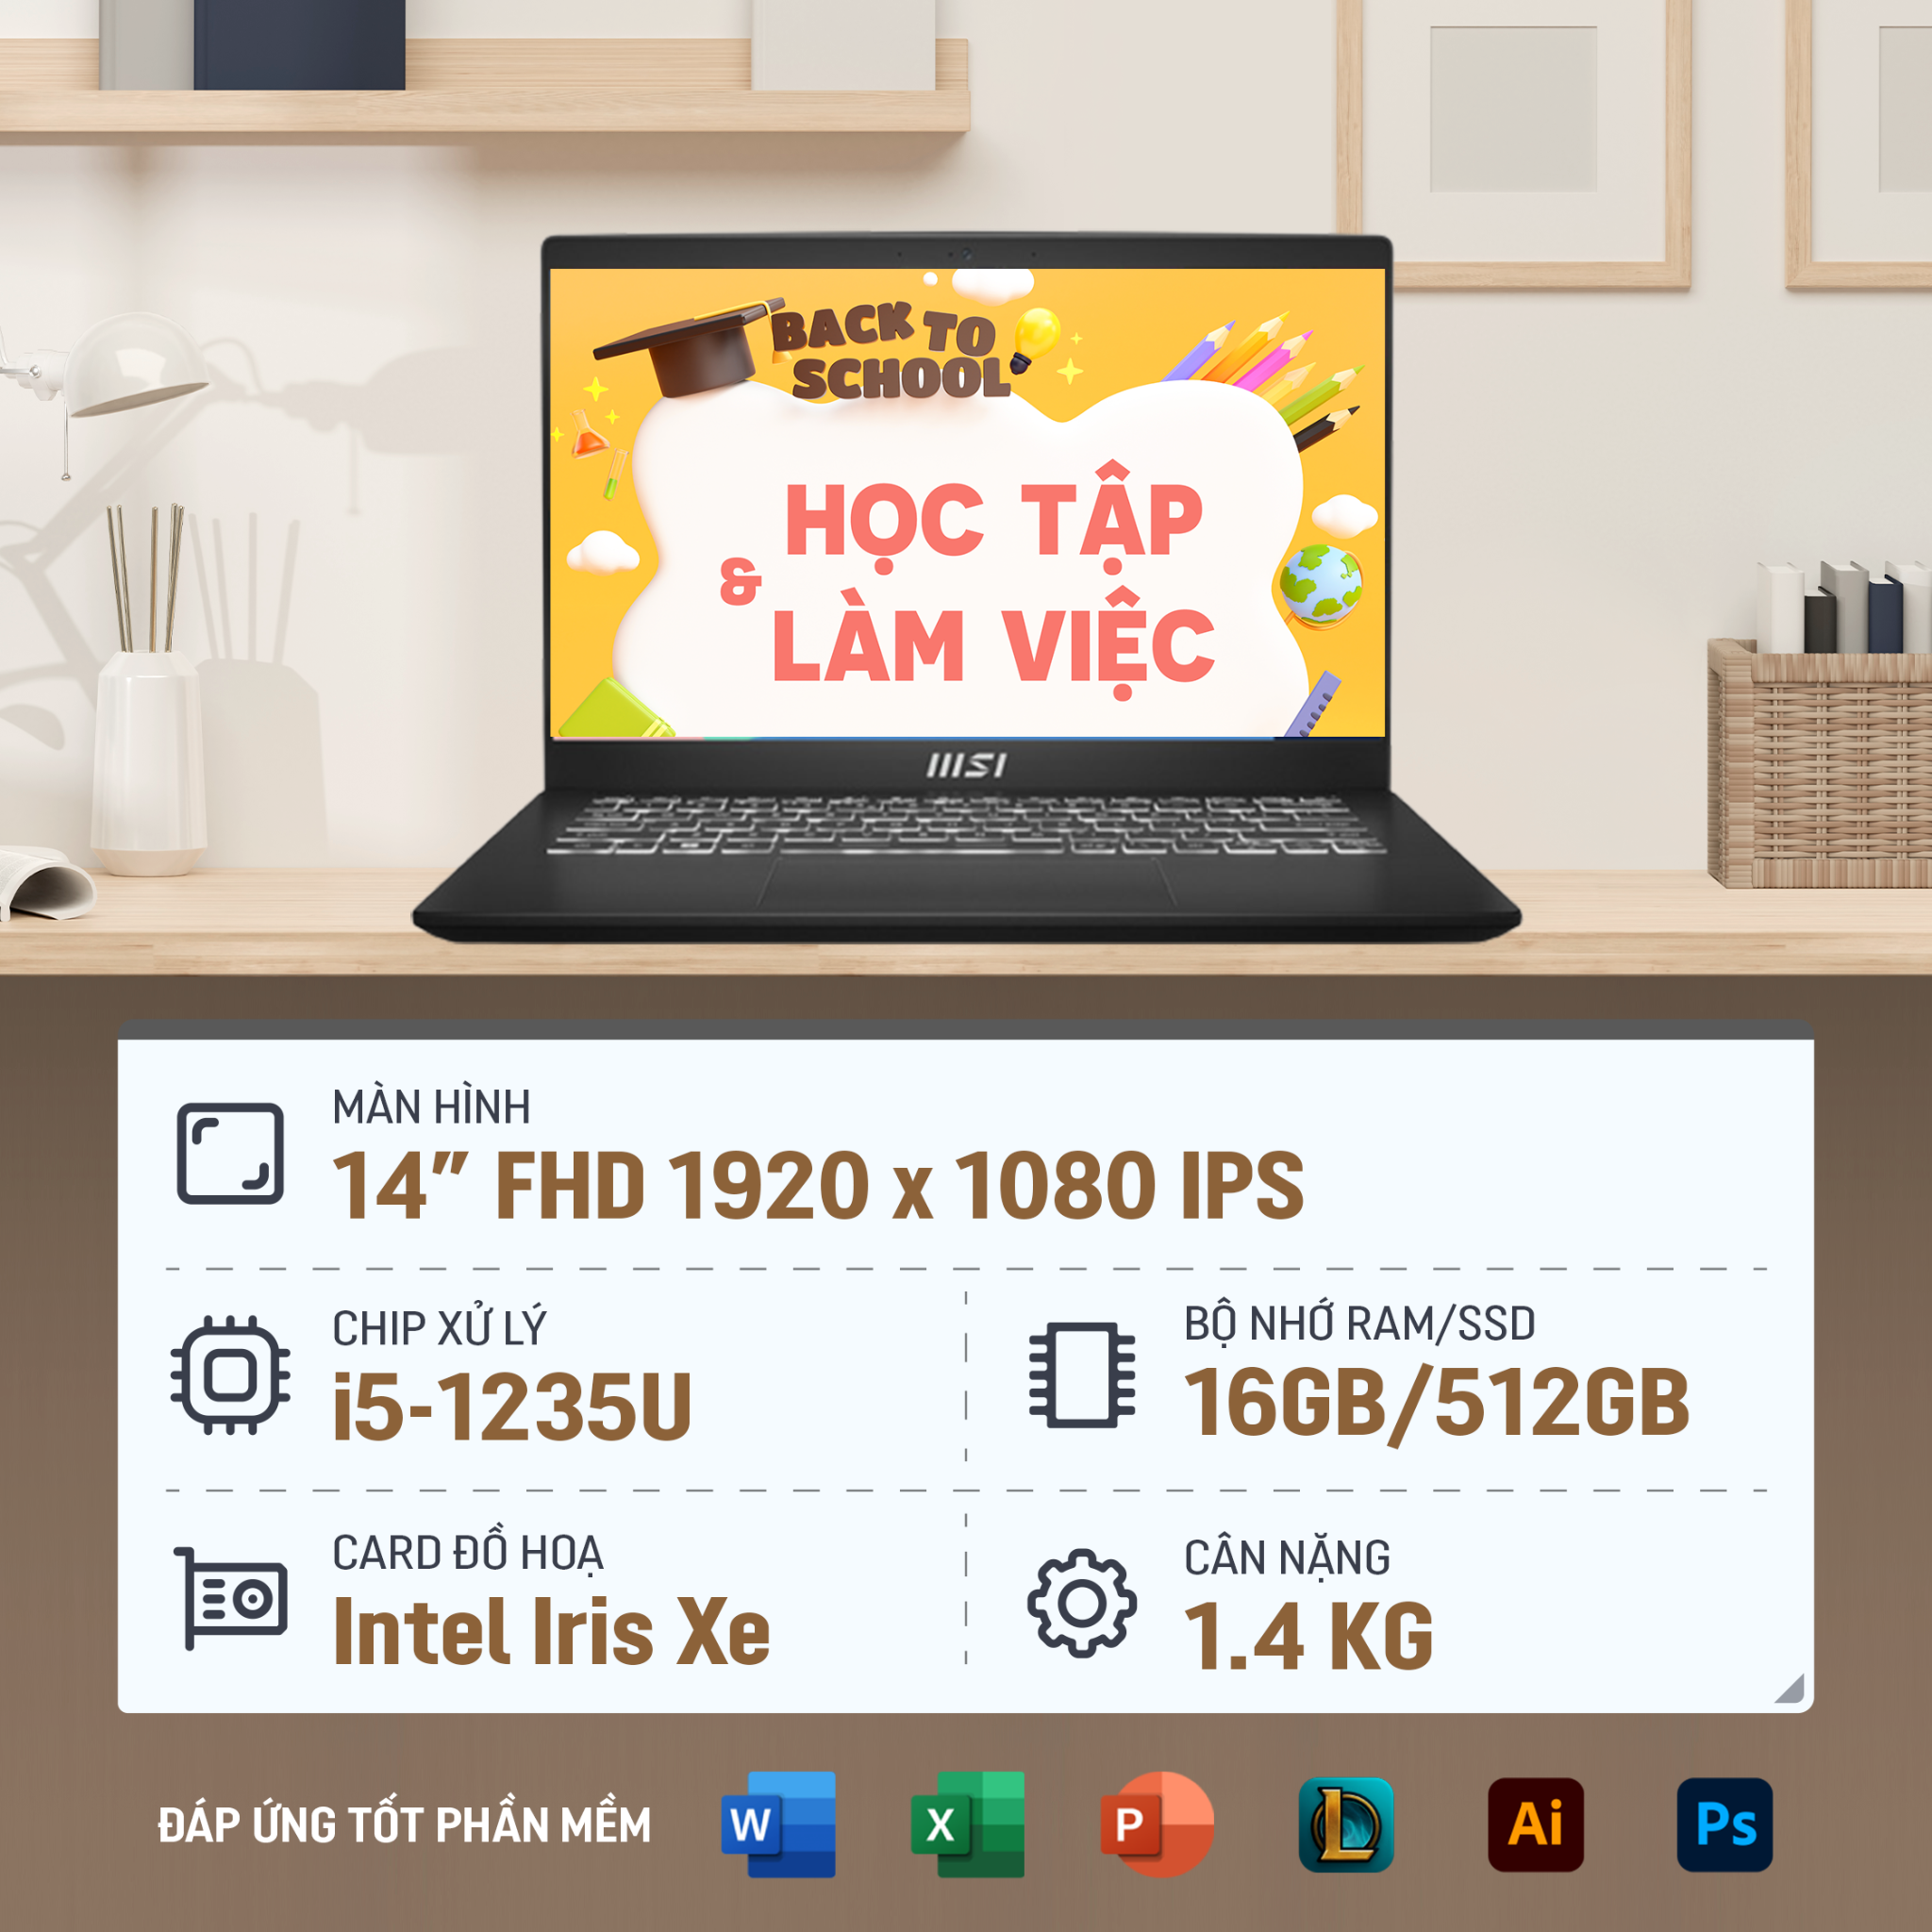 BACK TO
SCHOOL
HỌC TẬP
& LÀM VIỆC
msi
MÀN HÌNH
14” FHD 1920 x 1080 IPS
CHIP XỬ LÝ
i5-1235U
BỘ NHỚ RAM/SSD
16GB/512GB
CARD ĐỒ HOẠ
Intel Iris Xe
CÂN NẶNG
1.4 KG
ĐÁP ỨNG TỐT PHẦN MỀM
W X P L Ai Ps